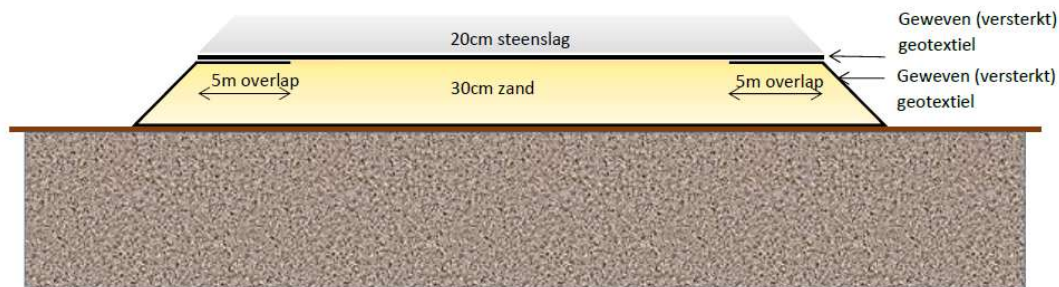 Geweven (versterkt)
geotextiel
20cm steenslag
Geweven (versterkt)
geotextiel
5m overlap
30cm zand
5m overlap